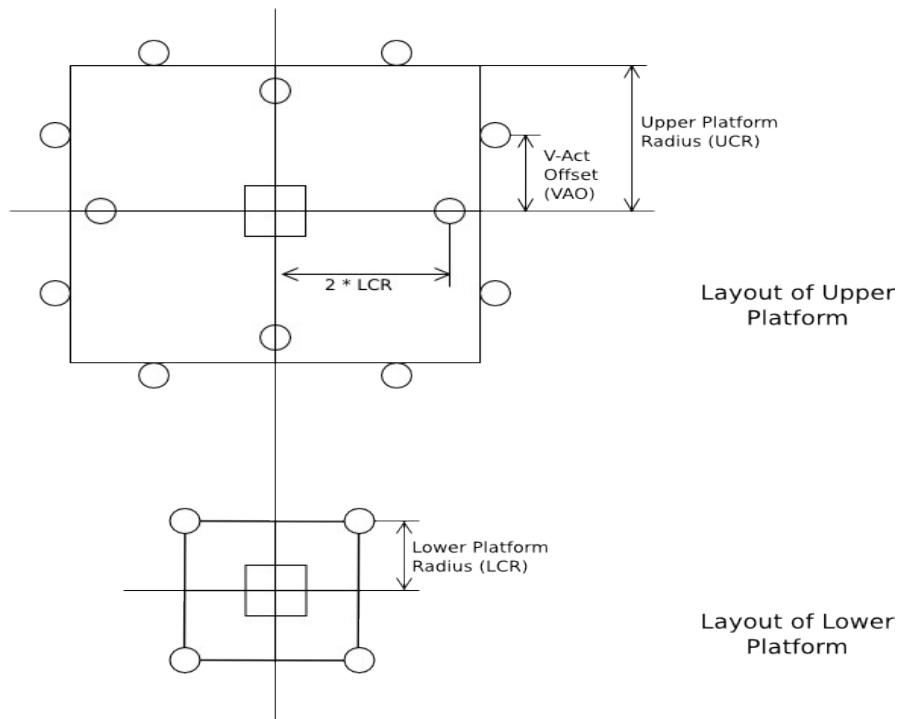 Upper Platform
Radius (UCR)
V-Act
Offset
(VAO)
2 * LCR
Layout of Upper
Platform
Lower Platform
Radius (LCR)
Layout of Lower
Platform